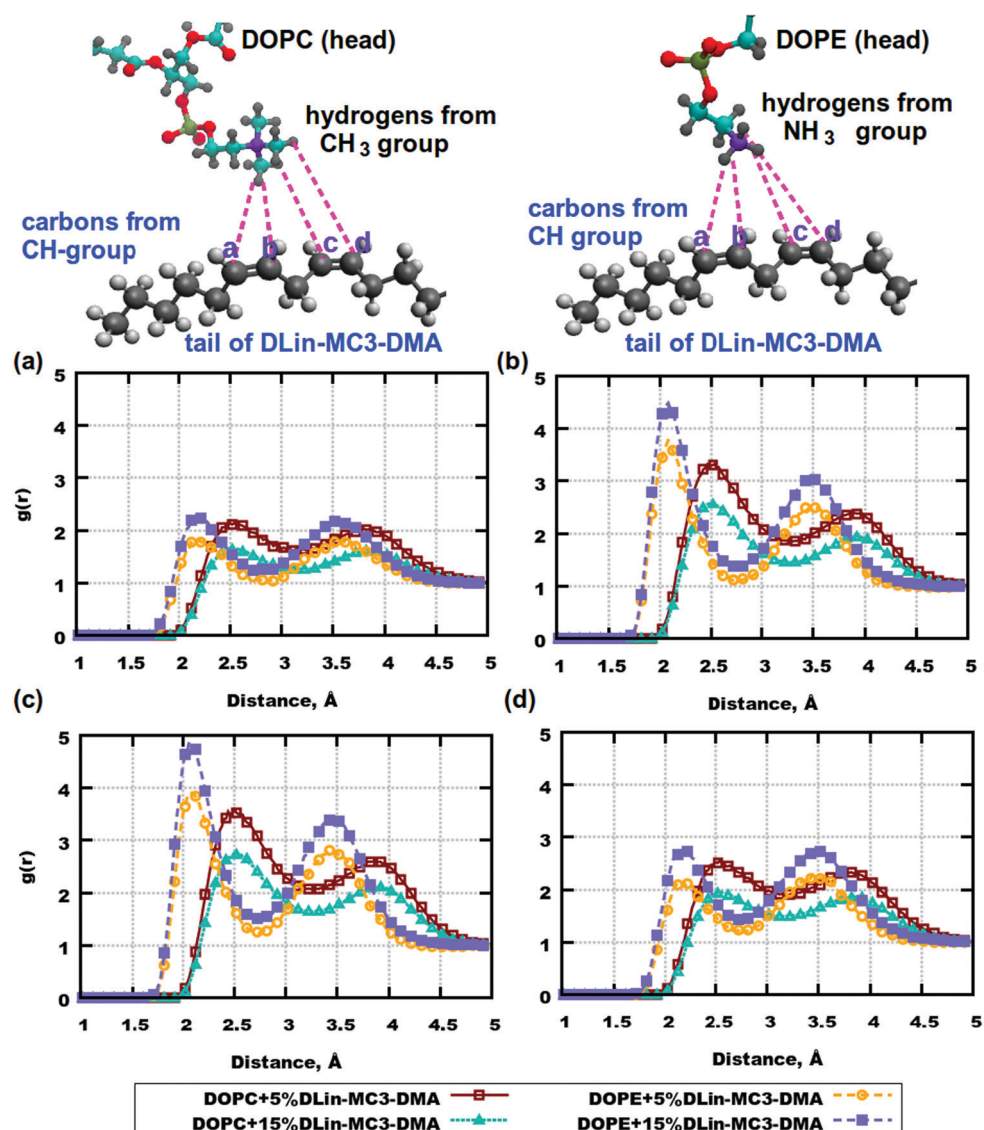 DOPC (head)
hydrogens from
CH3 group
carbons from
CH-group
a b c d
tail of DLin-MC3-DMA
DOPE (head)
hydrogens from
NH3 group
carbons from
CH group
a b c d
tail of DLin-MC3-DMA
(a)
5
4
3
2
1
0
g(r)
1 1.5 2 2.5 3 3.5 4 4.5 5
Distance, Å
(b)
5
4
3
2
1
0
1 1.5 2 2.5 3 3.5 4 4.5 5
Distance, Å
(c)
5
4
3
2
1
0
g(r)
1 1.5 2 2.5 3 3.5 4 4.5 5
Distance, Å
(d)
5
4
3
2
1
0
1 1.5 2 2.5 3 3.5 4 4.5 5
Distance, Å
DOPC+5%DLin-MC3-DMA
DOPC+15%DLin-MC3-DMA
DOPE+5%DLin-MC3-DMA
DOPE+15%DLin-MC3-DMA